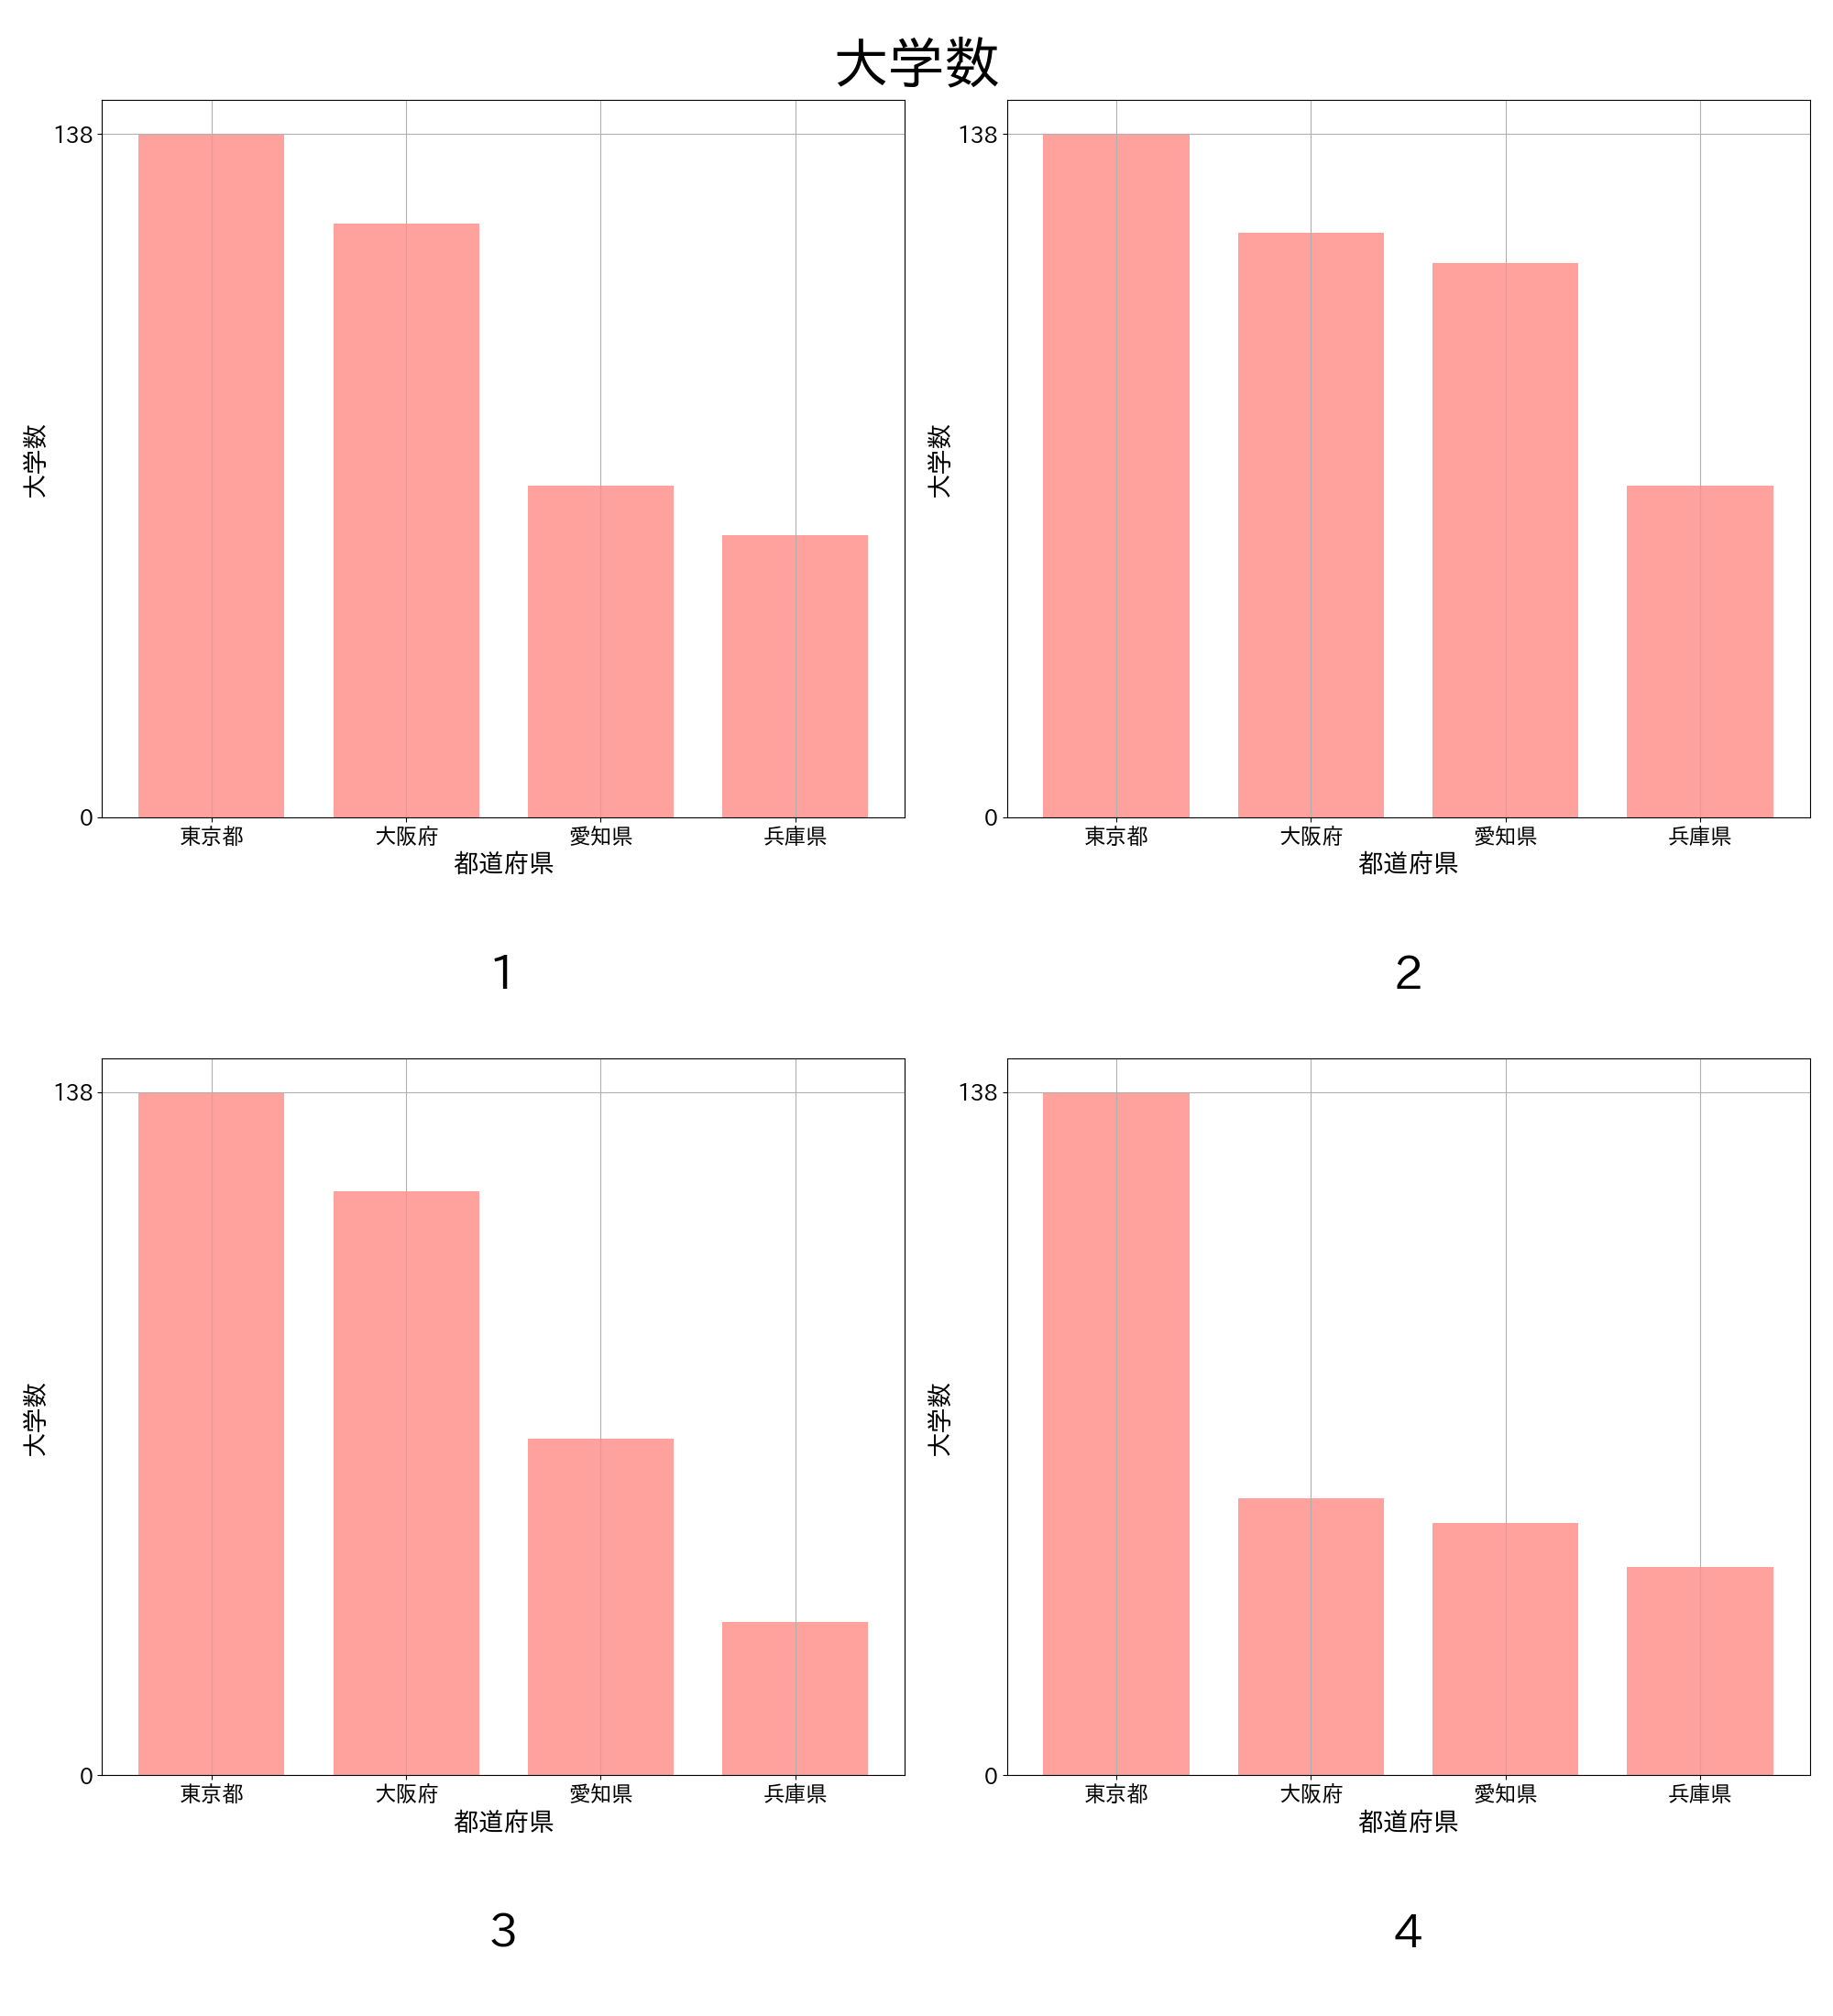 大学数
138
0
大学数
東京都 大阪府 愛知県 兵庫県
都道府県
1
138
0
大学数
東京都 大阪府 愛知県 兵庫県
都道府県
2
138
0
大学数
東京都 大阪府 愛知県 兵庫県
都道府県
3
138
0
大学数
東京都 大阪府 愛知県 兵庫県
都道府県
4